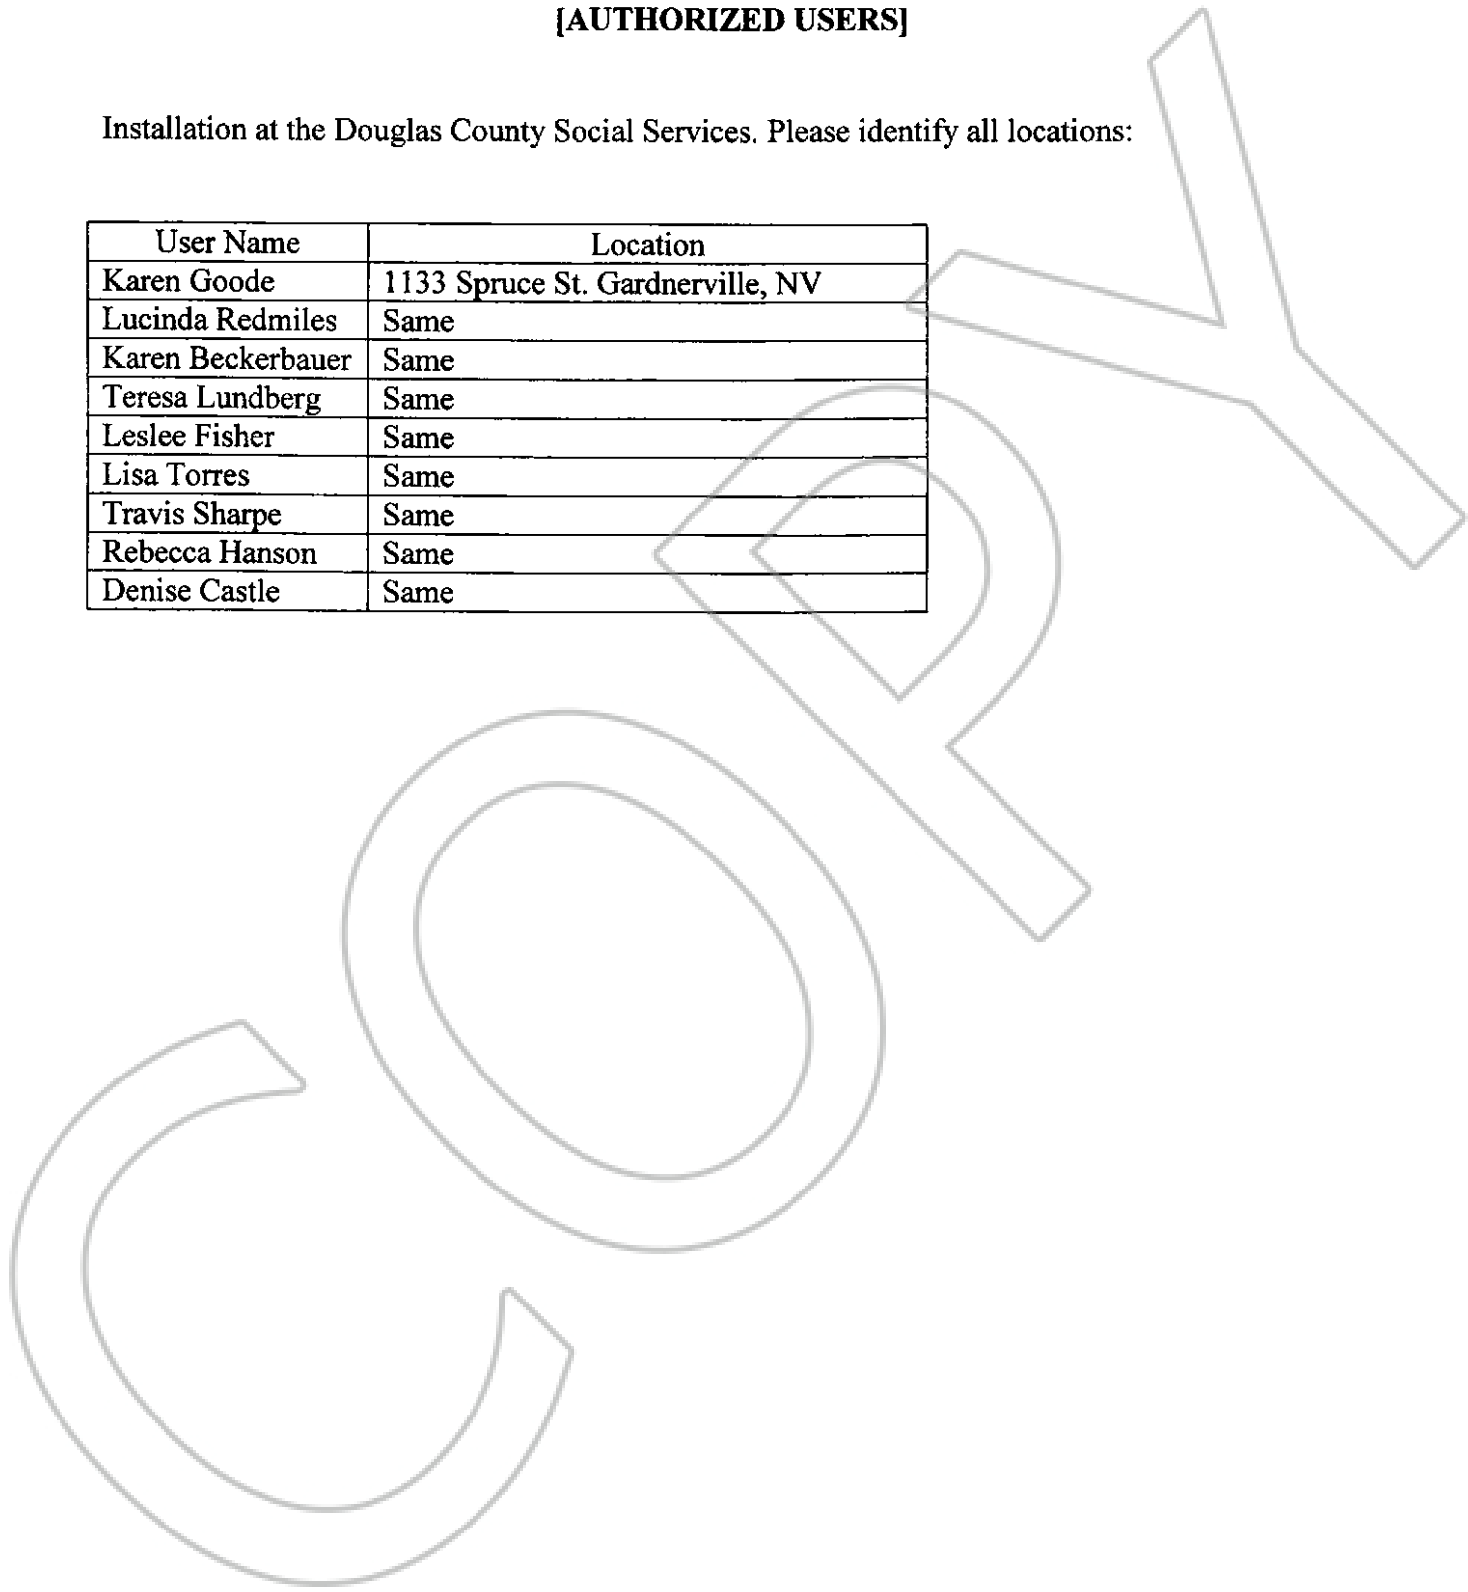 [AUTHORIZED USERS]
Installation at the Douglas County Social Services. Please identify all locations:
User Name Location
Karen Goode 1133 Spruce St. Gardnerville, NV
Lucinda Redmiles Same
Karen Beckerbauer Same
Teresa Lundberg Same
Leslee Fisher Same
Lisa Torres Same
Travis Sharpe Same
Rebecca Hanson Same
Denise Castle Same
COPY